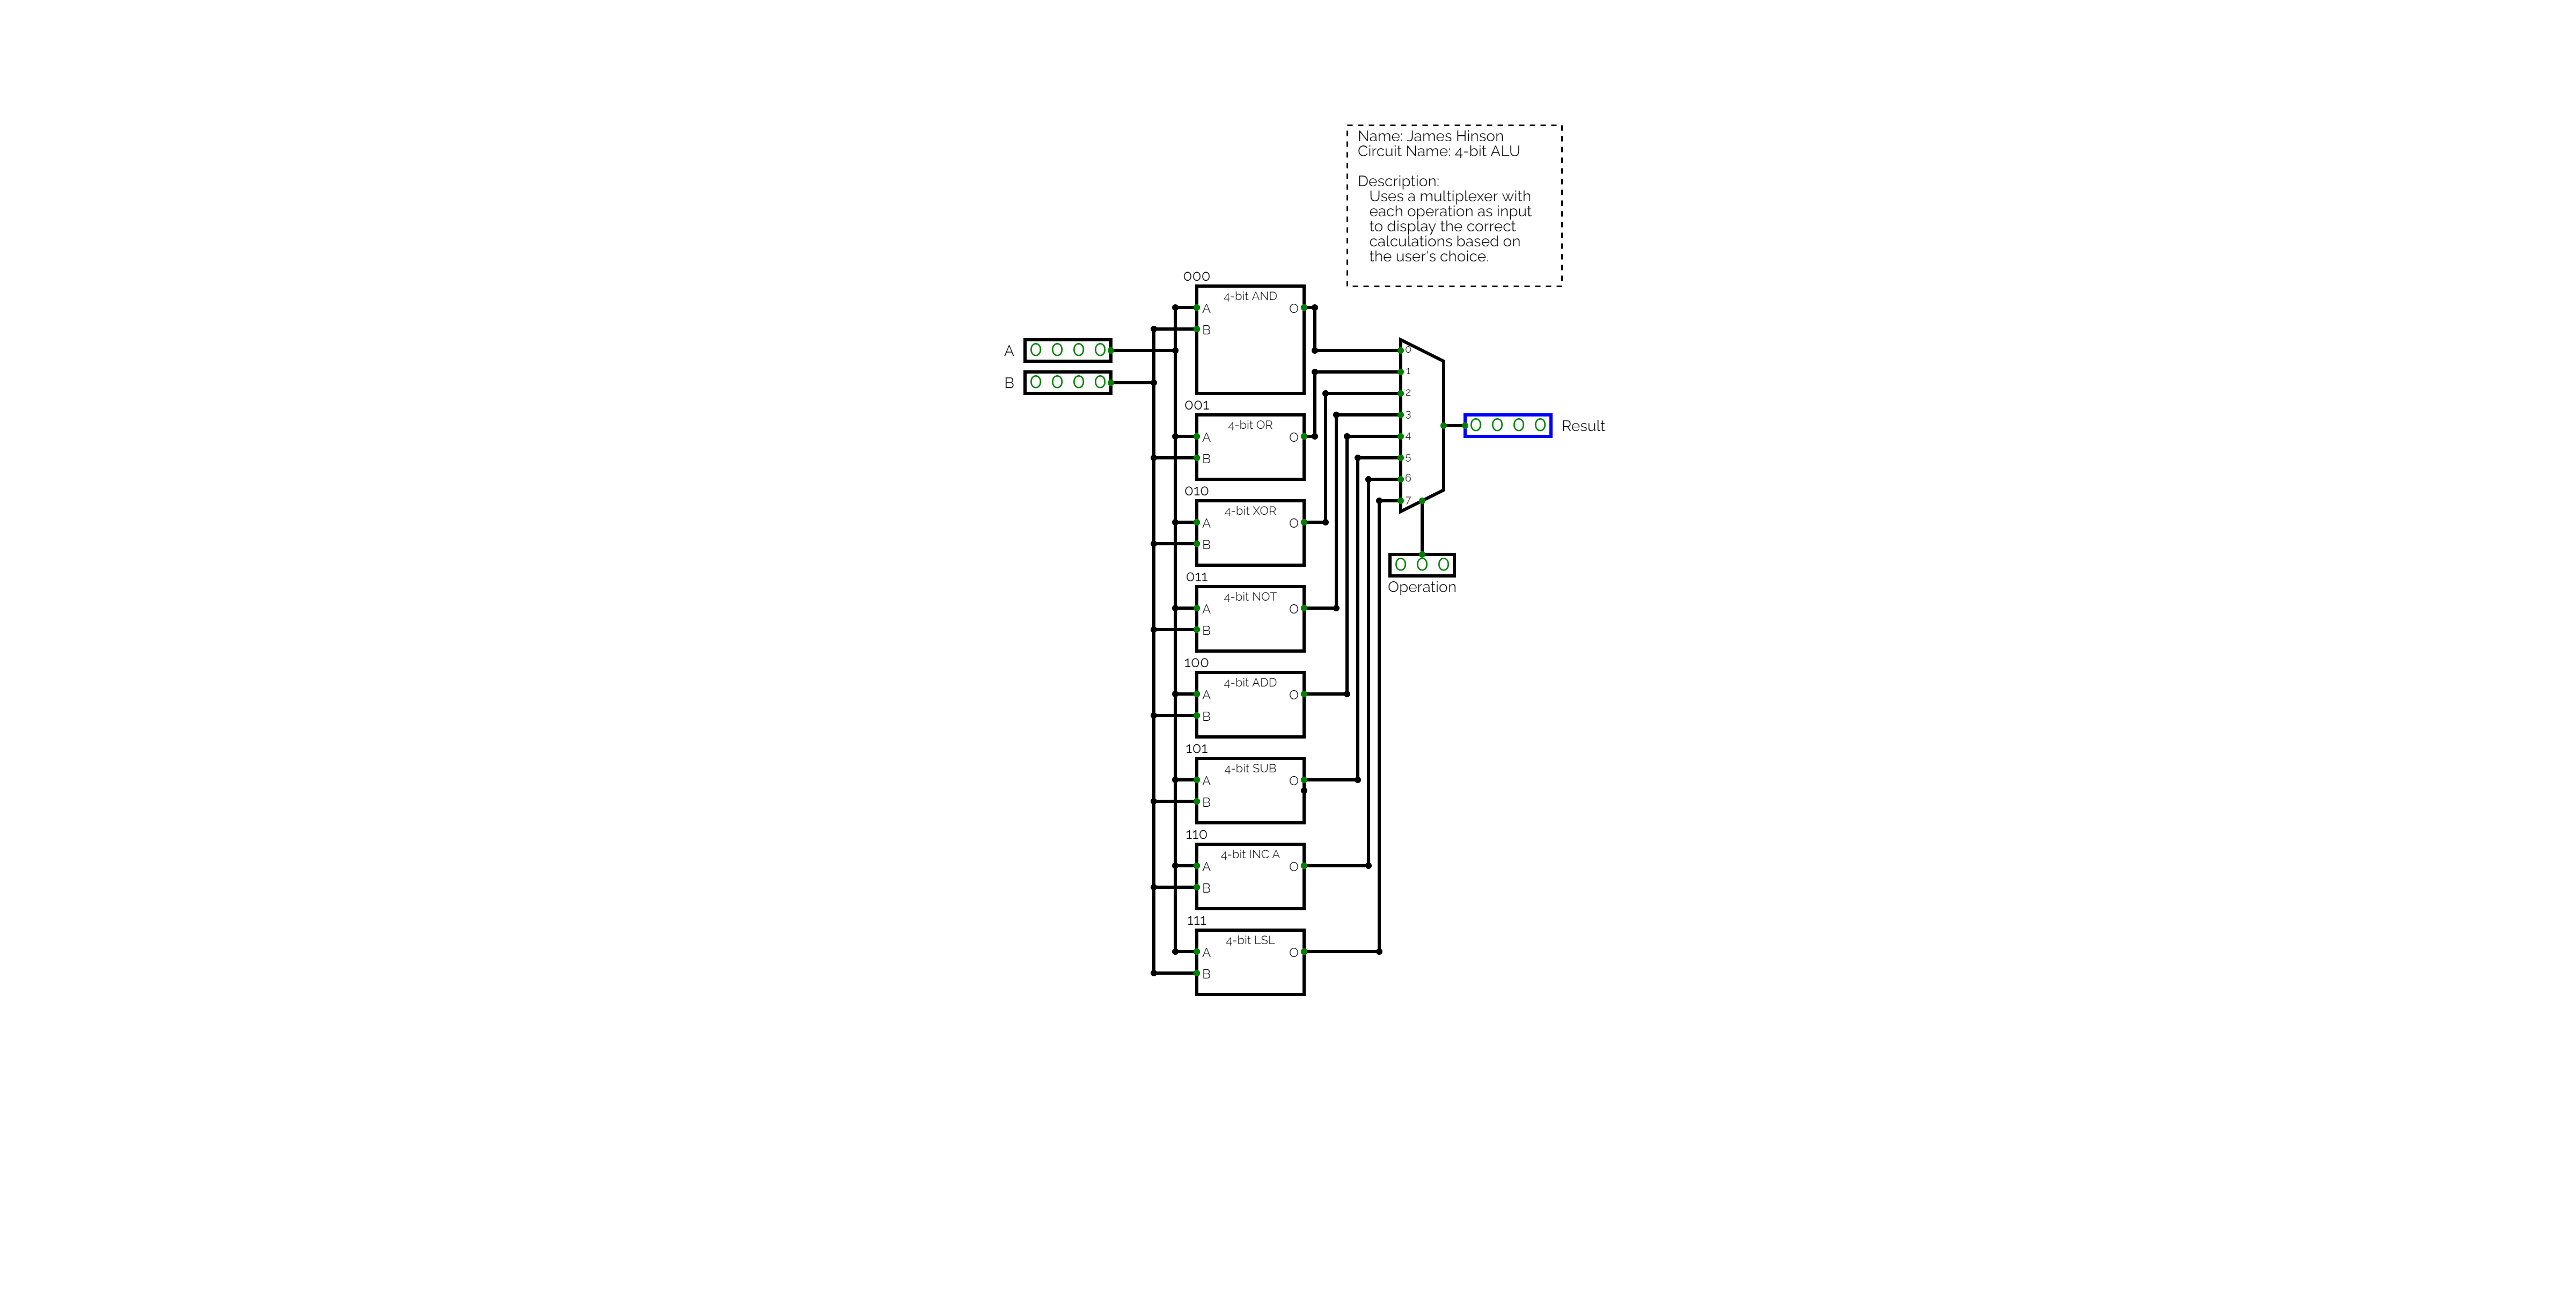 Name: James Hinson
Circuit Name: 4-bit ALU
Description:
Uses a multiplexer with
each operation as input
to display the correct
calculations based on
the user's choice.
000
4-bit AND
A O
B
A 0 0 0 0
B 0 0 0 0
001
4-bit OR
A O
B
010
4-bit XOR
A O
B
011
4-bit NOT
A O
B
100
4-bit ADD
A O
B
101
4-bit SUB
A O
B
110
4-bit INC A
A O
B
111
4-bit LSL
A O
B
0
1
2
3
4
5
6
7
0 0 0 0 Result
0 0 0
Operation